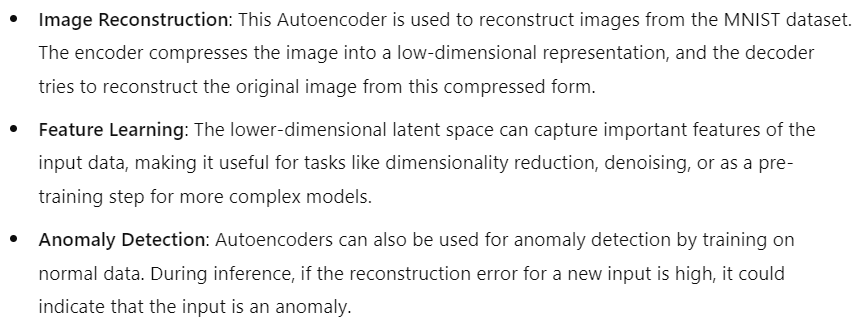 • Image Reconstruction: This Autoencoder is used to reconstruct images from the MNIST dataset.
The encoder compresses the image into a low-dimensional representation, and the decoder
tries to reconstruct the original image from this compressed form.
• Feature Learning: The lower-dimensional latent space can capture important features of the
input data, making it useful for tasks like dimensionality reduction, denoising, or as a pre-
training step for more complex models.
• Anomaly Detection: Autoencoders can also be used for anomaly detection by training on
normal data. During inference, if the reconstruction error for a new input is high, it could
indicate that the input is an anomaly.